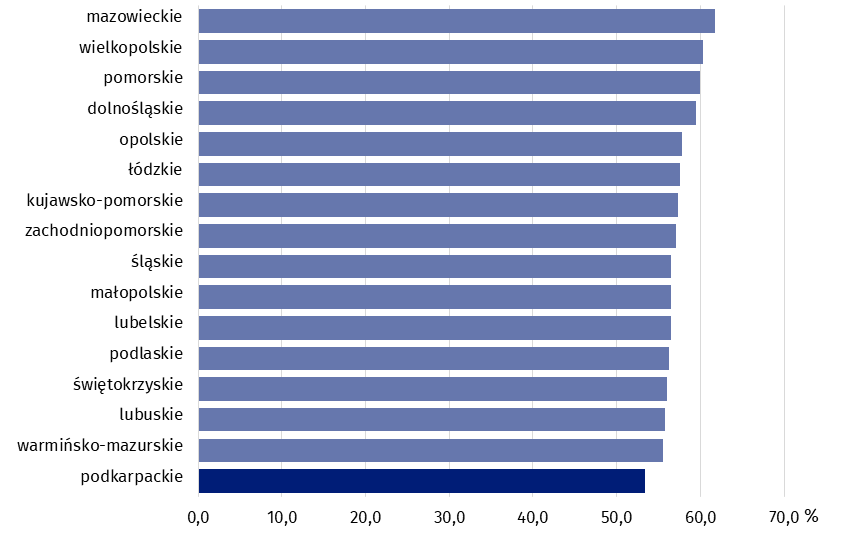 mazowieckie
wielkopolskie
pomorskie
dolnośląskie
opolskie
łódzkie
kujawsko-pomorskie
zachodniopomorskie
śląskie
małopolskie
lubelskie
podlaskie
świętokrzyskie
lubuskie
warmińsko-mazurskie
podkarpackie
0,0 10,0 20,0 30,0 40,0 50,0 60,0 70,0 %